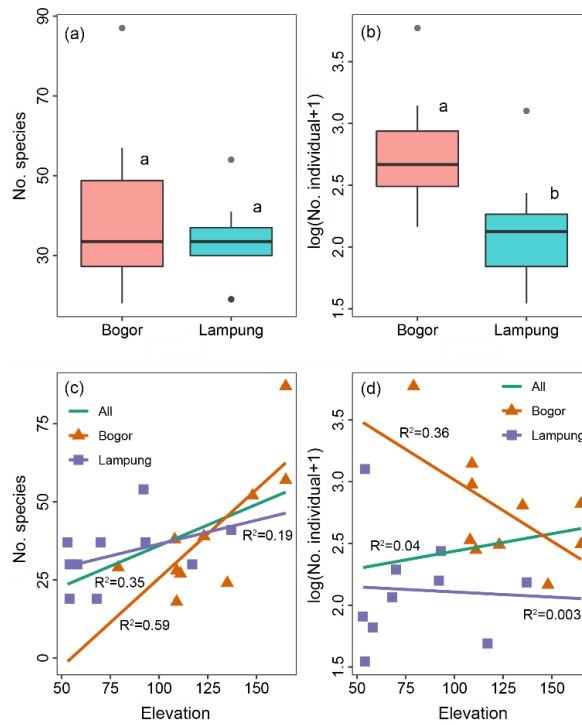 (a)
No. species
90
70
50
30
a
a
Bogor
Lampung
(b)
log(No. individual+1)
3.5
3.0
2.5
2.0
1.5
a
b
Bogor
Lampung
(c)
All
Bogor
Lampung
No. species
75
50
25
0
R²=0.19
R²=0.35
R²=0.59
50 75 100 125 150
Elevation
(d)
All
Bogor
Lampung
log(No. individual+1)
3.5
3.0
2.5
2.0
1.5
R²=0.36
R²=0.04
R²=0.003
50 75 100 125 150
Elevation